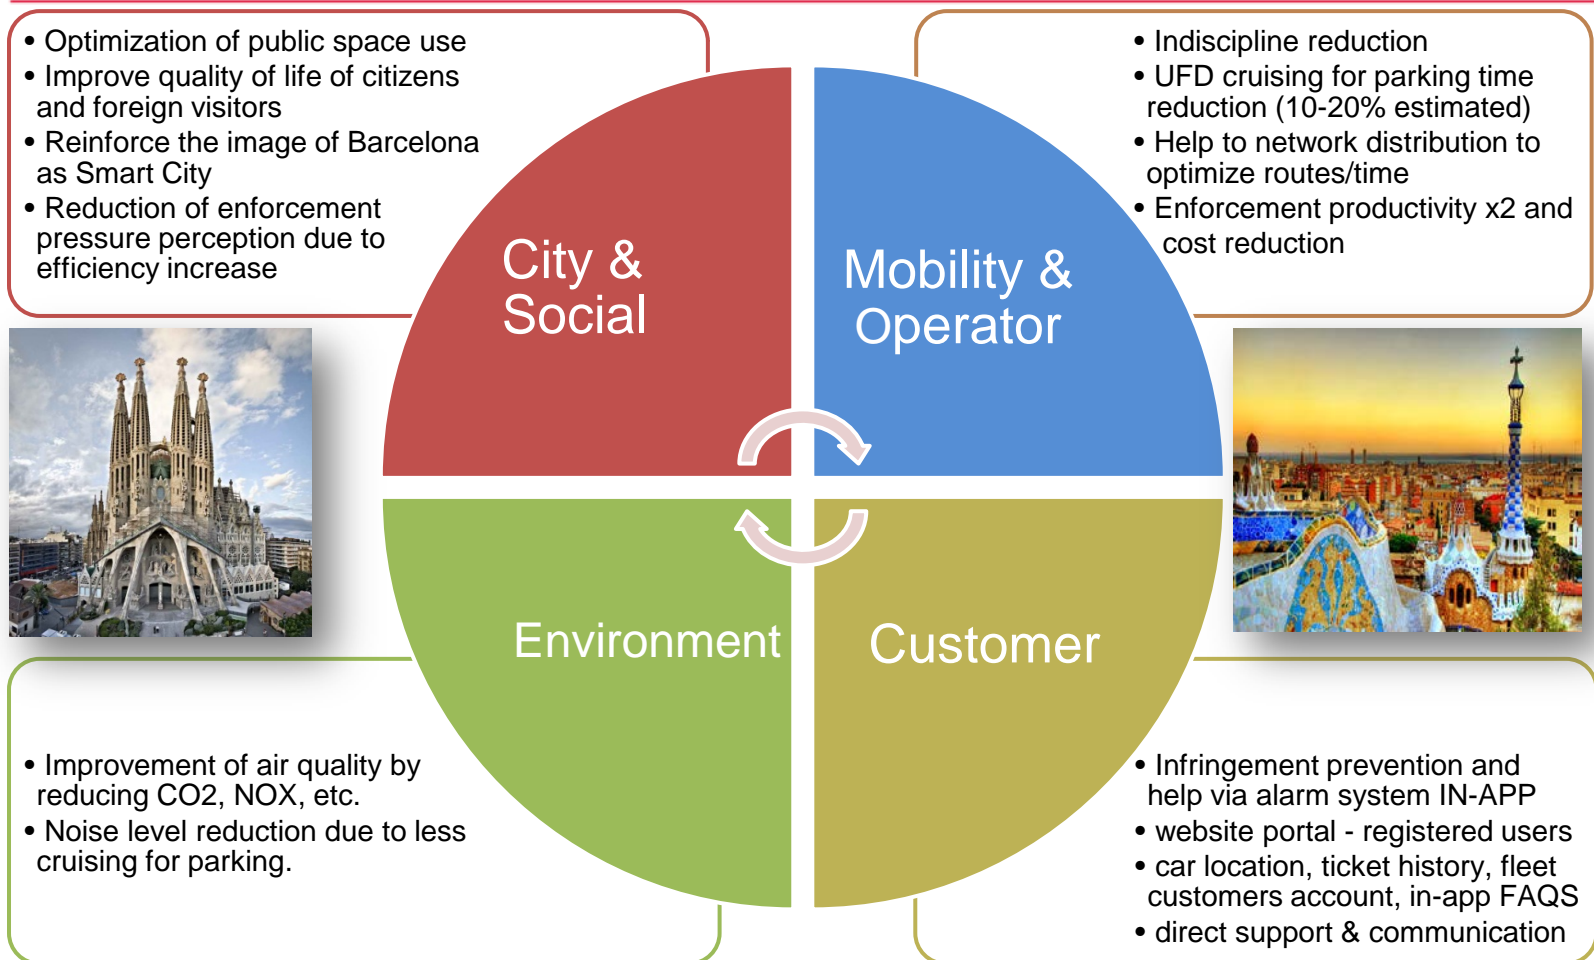 • Optimization of public space use
• Improve quality of life of citizens
and foreign visitors
• Reinforce the image of Barcelona
as Smart City
• Reduction of enforcement
pressure perception due to
efficiency increase
• Indiscipline reduction
• UFD cruising for parking time
reduction (10-20% estimated)
• Help to network distribution to
optimize routes/time
• Enforcement productivity x2 and
cost reduction
City &
Social
Mobility &
Operator
Environment
Customer
• Improvement of air quality by
reducing CO2, NOX, etc.
• Noise level reduction due to less
cruising for parking.
• Infringement prevention and
help via alarm system IN-APP
• website portal - registered users
• car location, ticket history, fleet
customers account, in-app FAQS
• direct support & communication